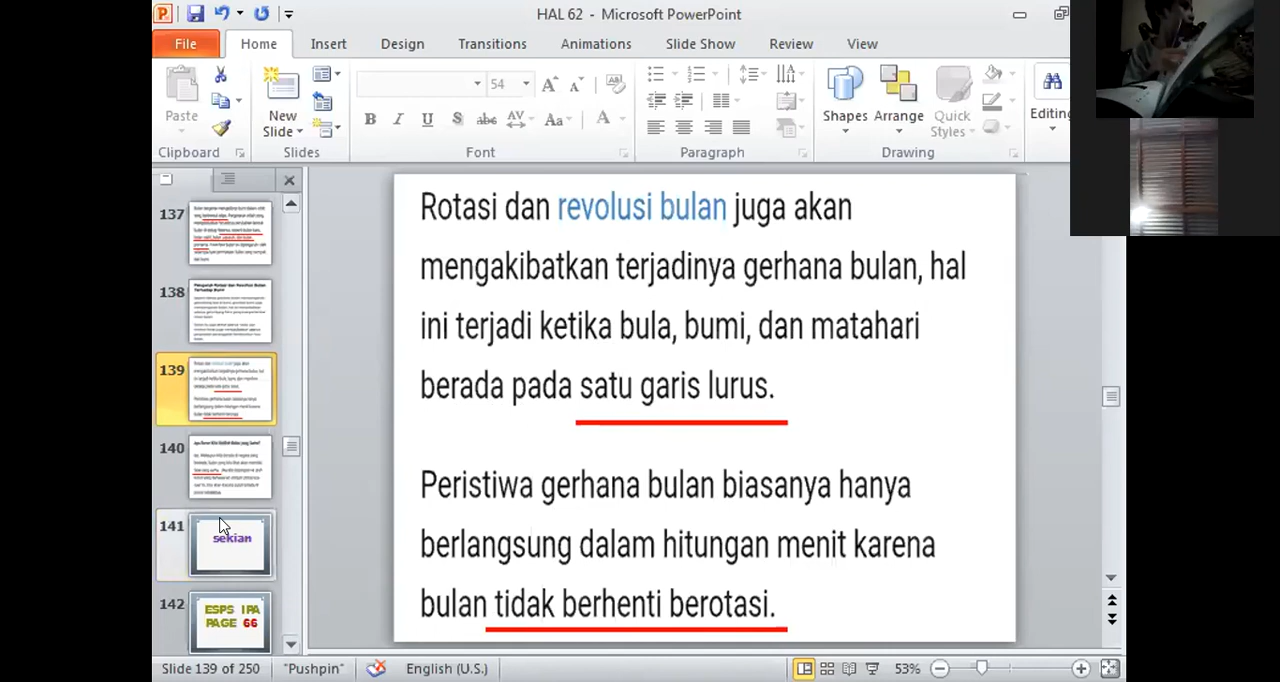 HAL 62 - Microsoft PowerPoint
File Home Insert Design Transitions Animations Slide Show Review View
Paste
New
Slide
54
Shapes Arrange Quick
Styles
Editing
Clipboard Slides Font Paragraph Drawing
137
138
139
140
141
sekian
142
ESPS IPA
PAGE 66
Rotasi dan revolusi bulan juga akan
mengakibatkan terjadinya gerhana bulan, hal
ini terjadi ketika bula, bumi, dan matahari
berada pada satu garis lurus.
Peristiwa gerhana bulan biasanya hanya
berlangsung dalam hitungan menit karena
bulan tidak berhenti berotasi.
Slide 139 of 250 "Pushpin" English (U.S.) 53%